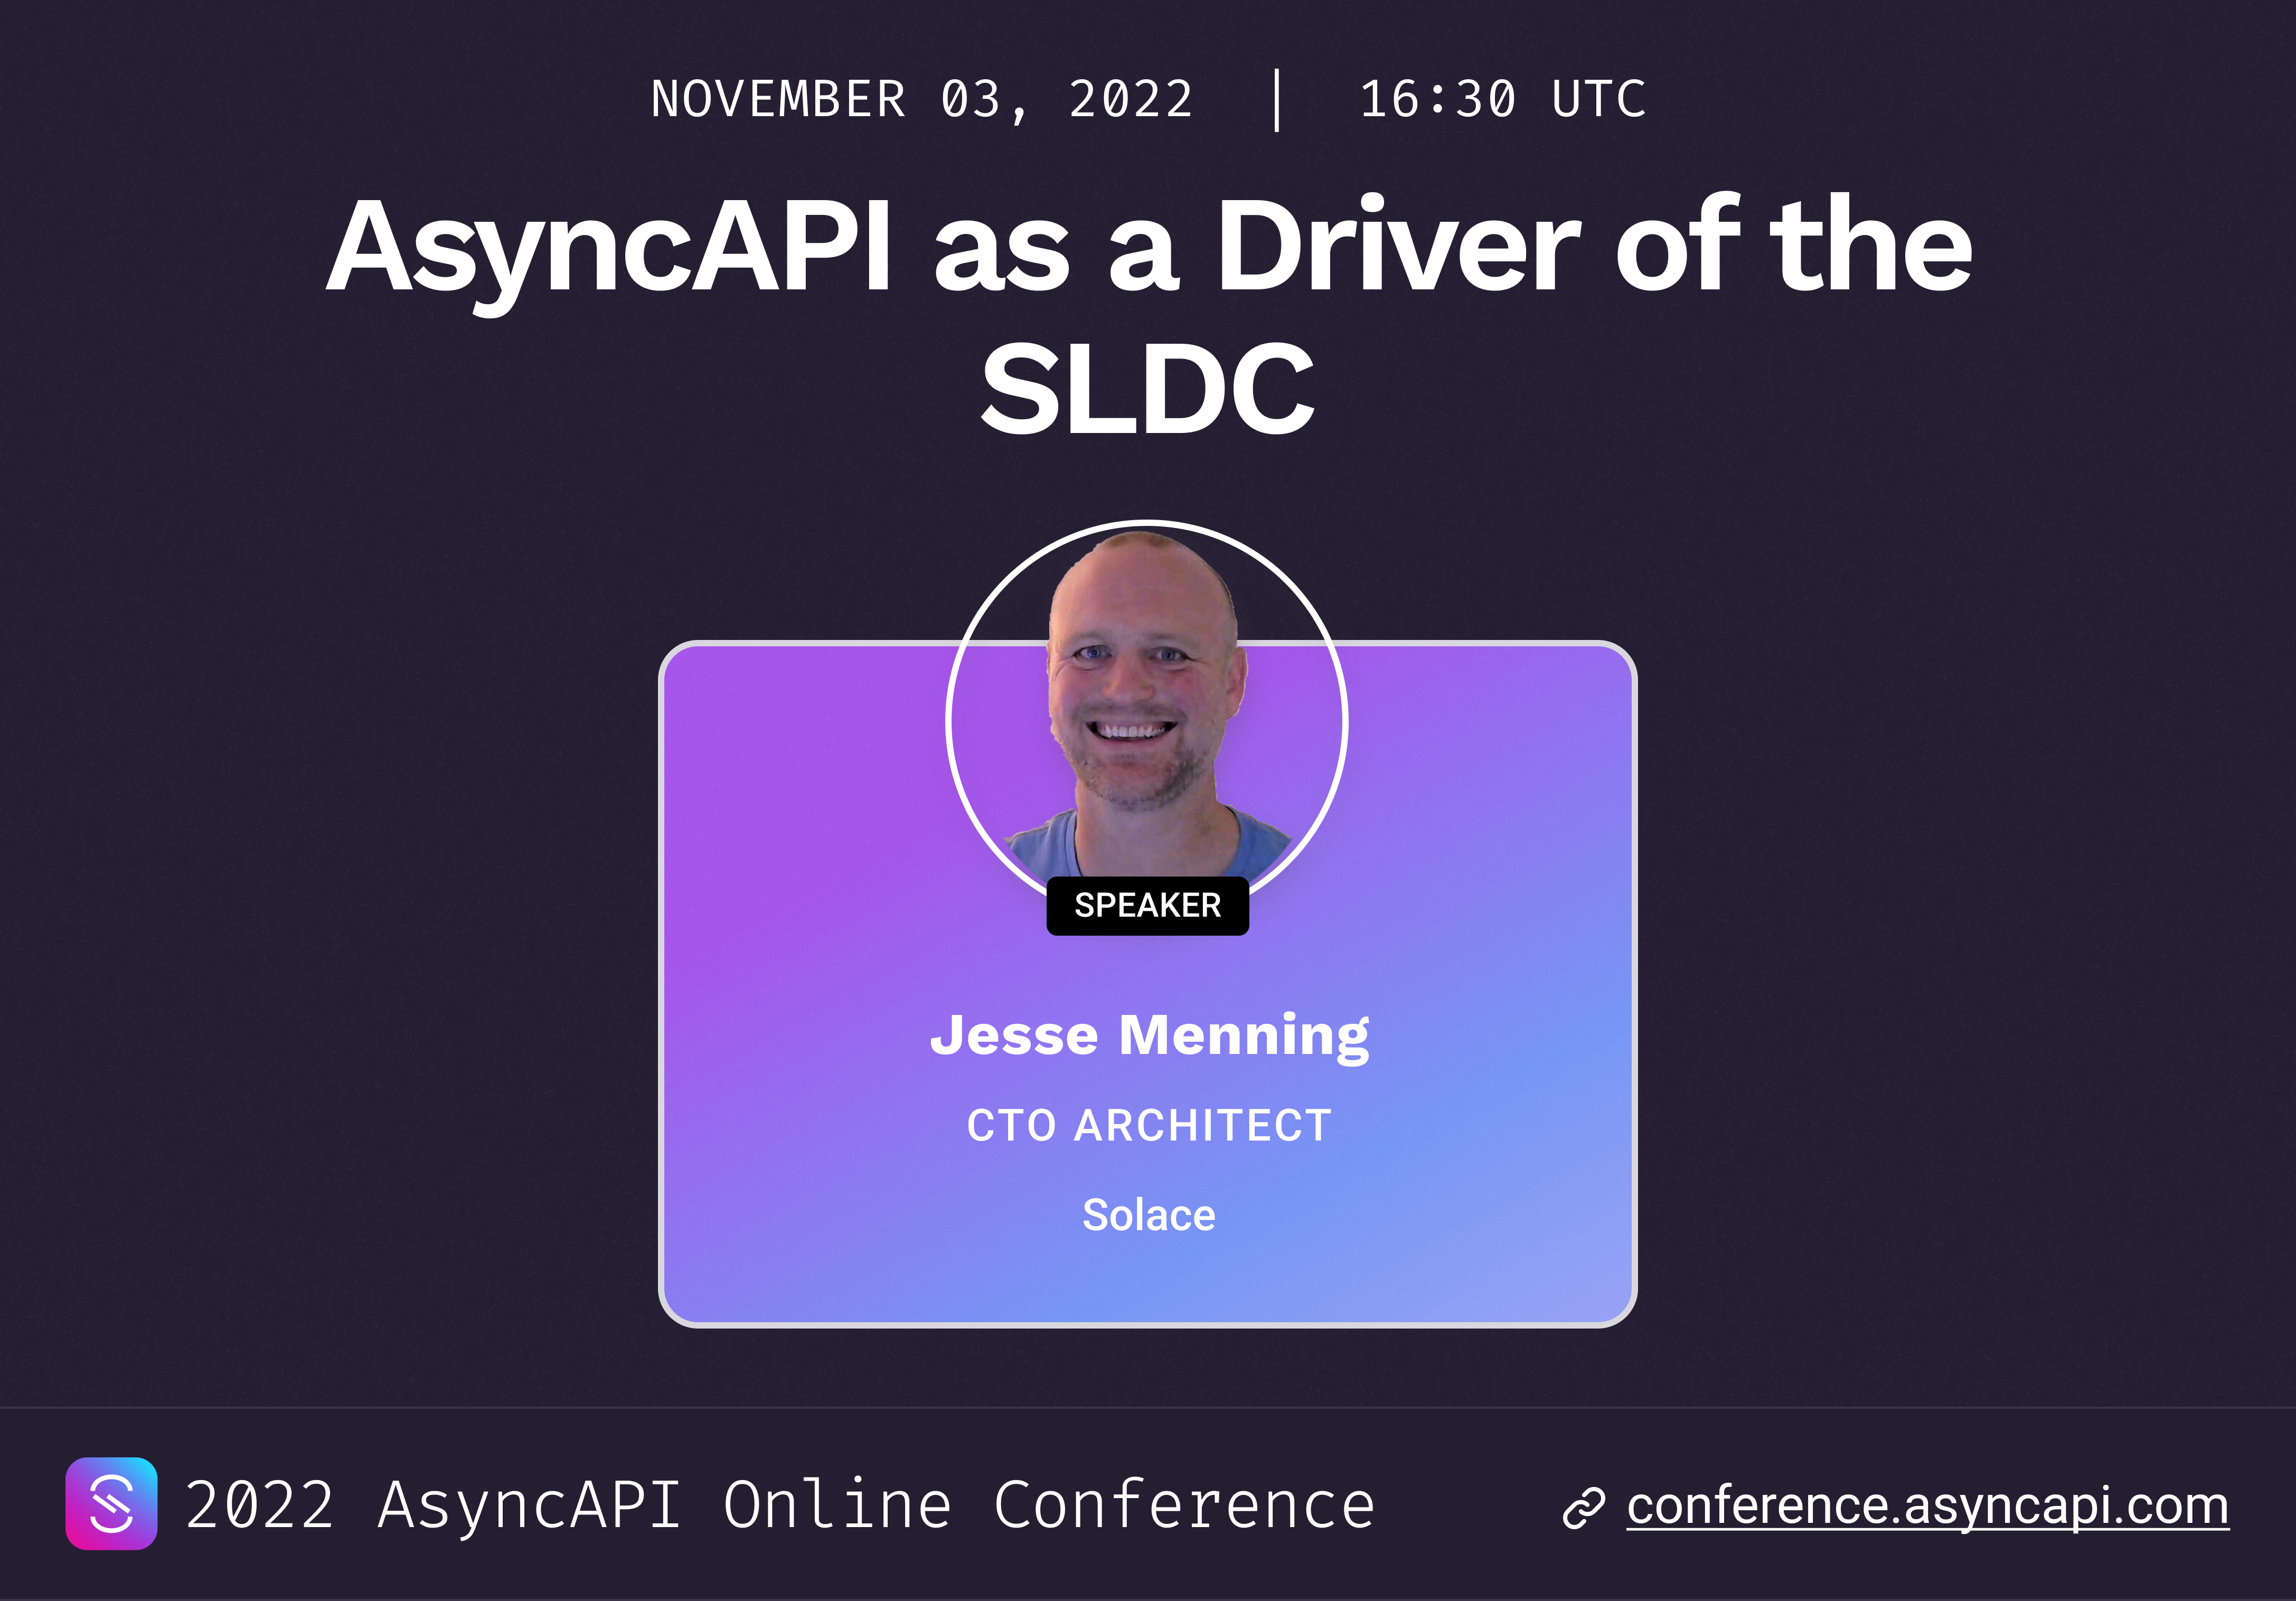 NOVEMBER 03, 2022 | 16:30 UTC
AsyncAPI as a Driver of the
SLDC
SPEAKER
Jesse Menning
CTO ARCHITECT
Solace
2022 AsyncAPI Online Conference
conference.asyncapi.com